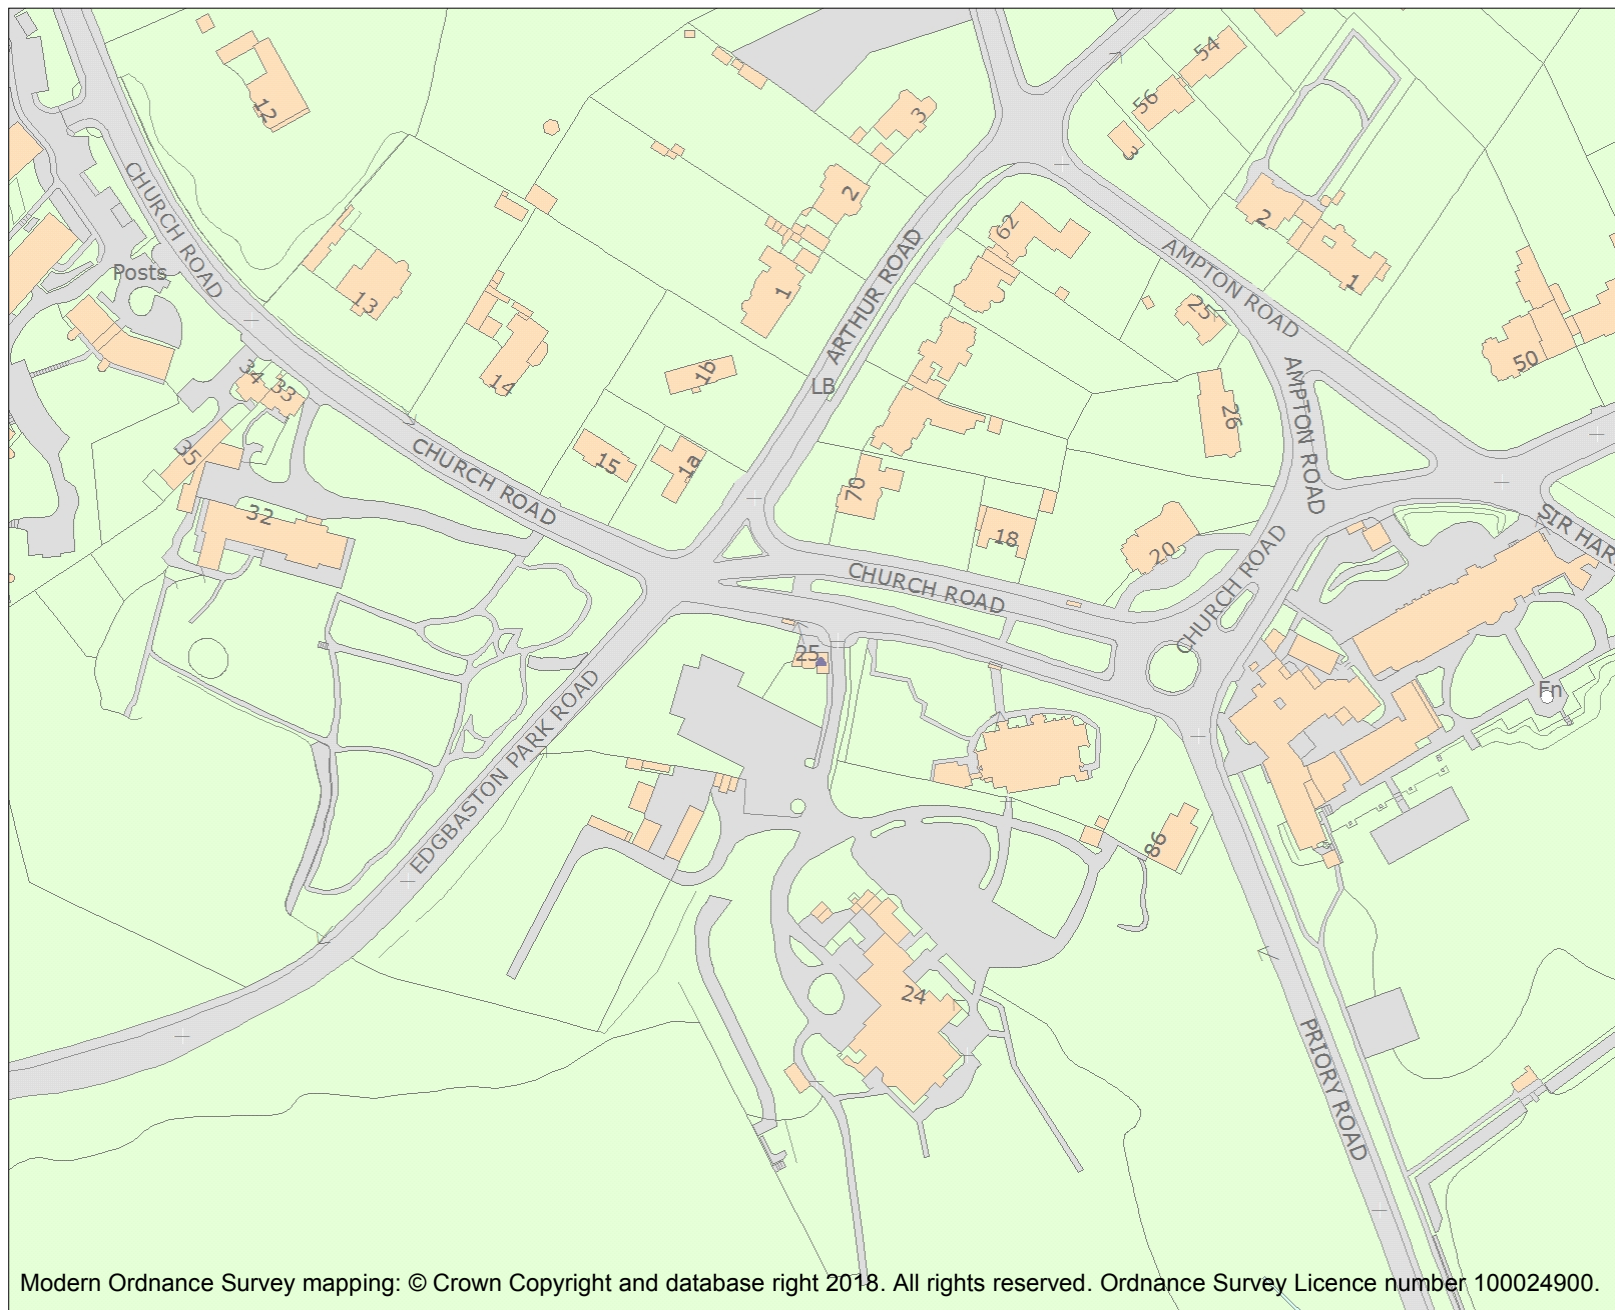 54
56
3
3
12
CHURCH ROAD
2
2
62
ARTHUR ROAD
AMPTON ROAD
1
Posts
13
1
25
50
14
1b
LB
34
33
AMPTON ROAD
26
CHURCH ROAD
35
15
1a
70
32
18
20
SIR HAR
CHURCH ROAD
CHURCH ROAD
25
EDGBASTON PARK ROAD
Fn
86
24
PRIORY ROAD
Modern Ordnance Survey mapping: © Crown Copyright and database right 2018. All rights reserved. Ordnance Survey Licence number 100024900.